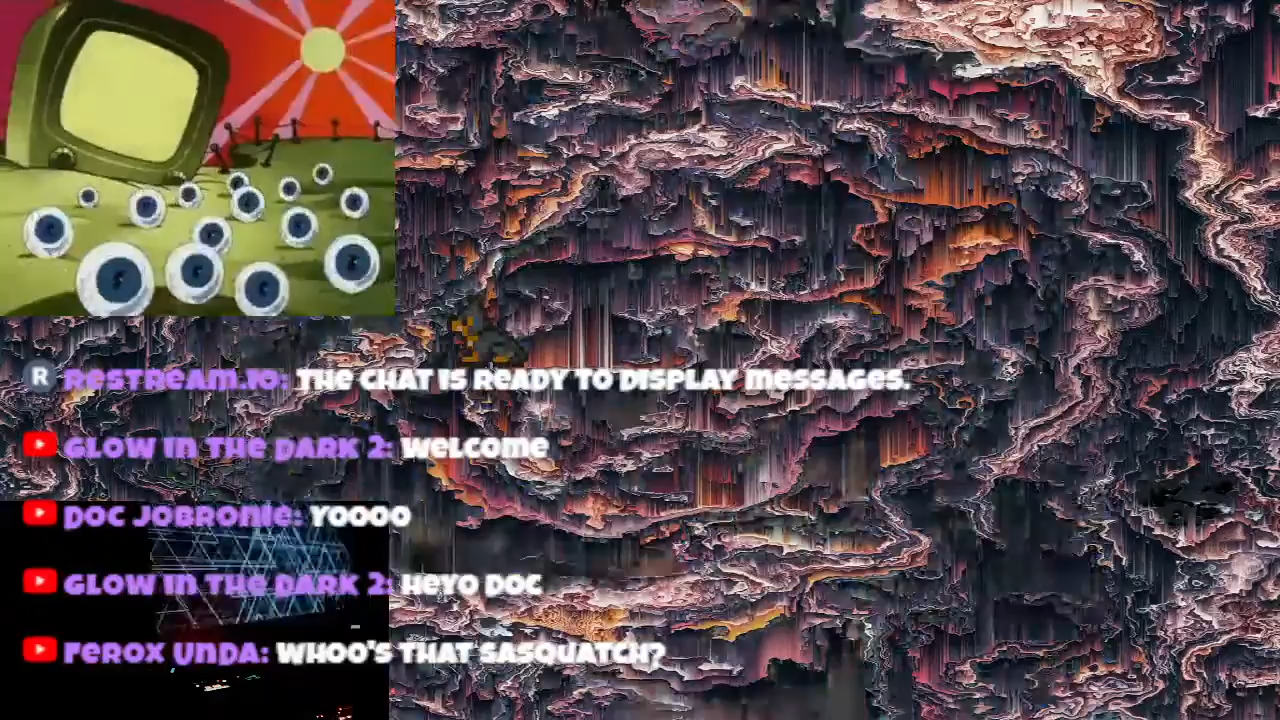 R Restream.io: The chat is ready to display messages.
Glow in the Dark 2: Welcome
Doc Jobronie: Yoooo
Glow in the Dark 2: Heyo Doc
Ferox Unda: Whoo's that Sasquatch?